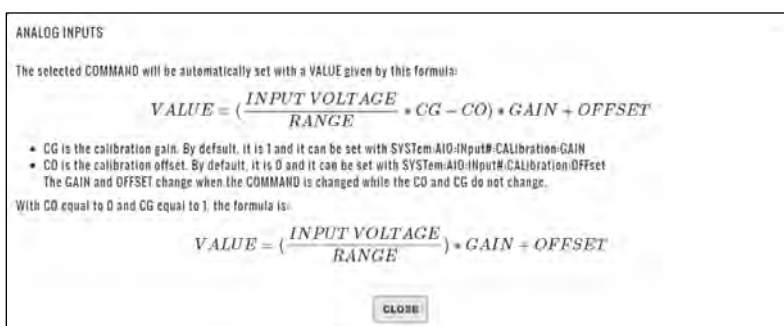 ANALOG INPUTS
The selected COMMAND will be automatically set with a VALUE given by this formula:
VALUE = (INPUT VOLTAGE / RANGE * CG − CO) * GAIN + OFFSET
• CG is the calibration gain. By default, it is 1 and it can be set with SYSTem:AIO:INput#:CALibration:GAIN
• CO is the calibration offset. By default, it is 0 and it can be set with SYSTem:AIO:INput#:CALibration:OFFset
The GAIN and OFFSET change when the COMMAND is changed while the CO and CG do not change.
With CO equal to 0 and CG equal to 1, the formula is:
VALUE = (INPUT VOLTAGE / RANGE) * GAIN + OFFSET
CLOSE